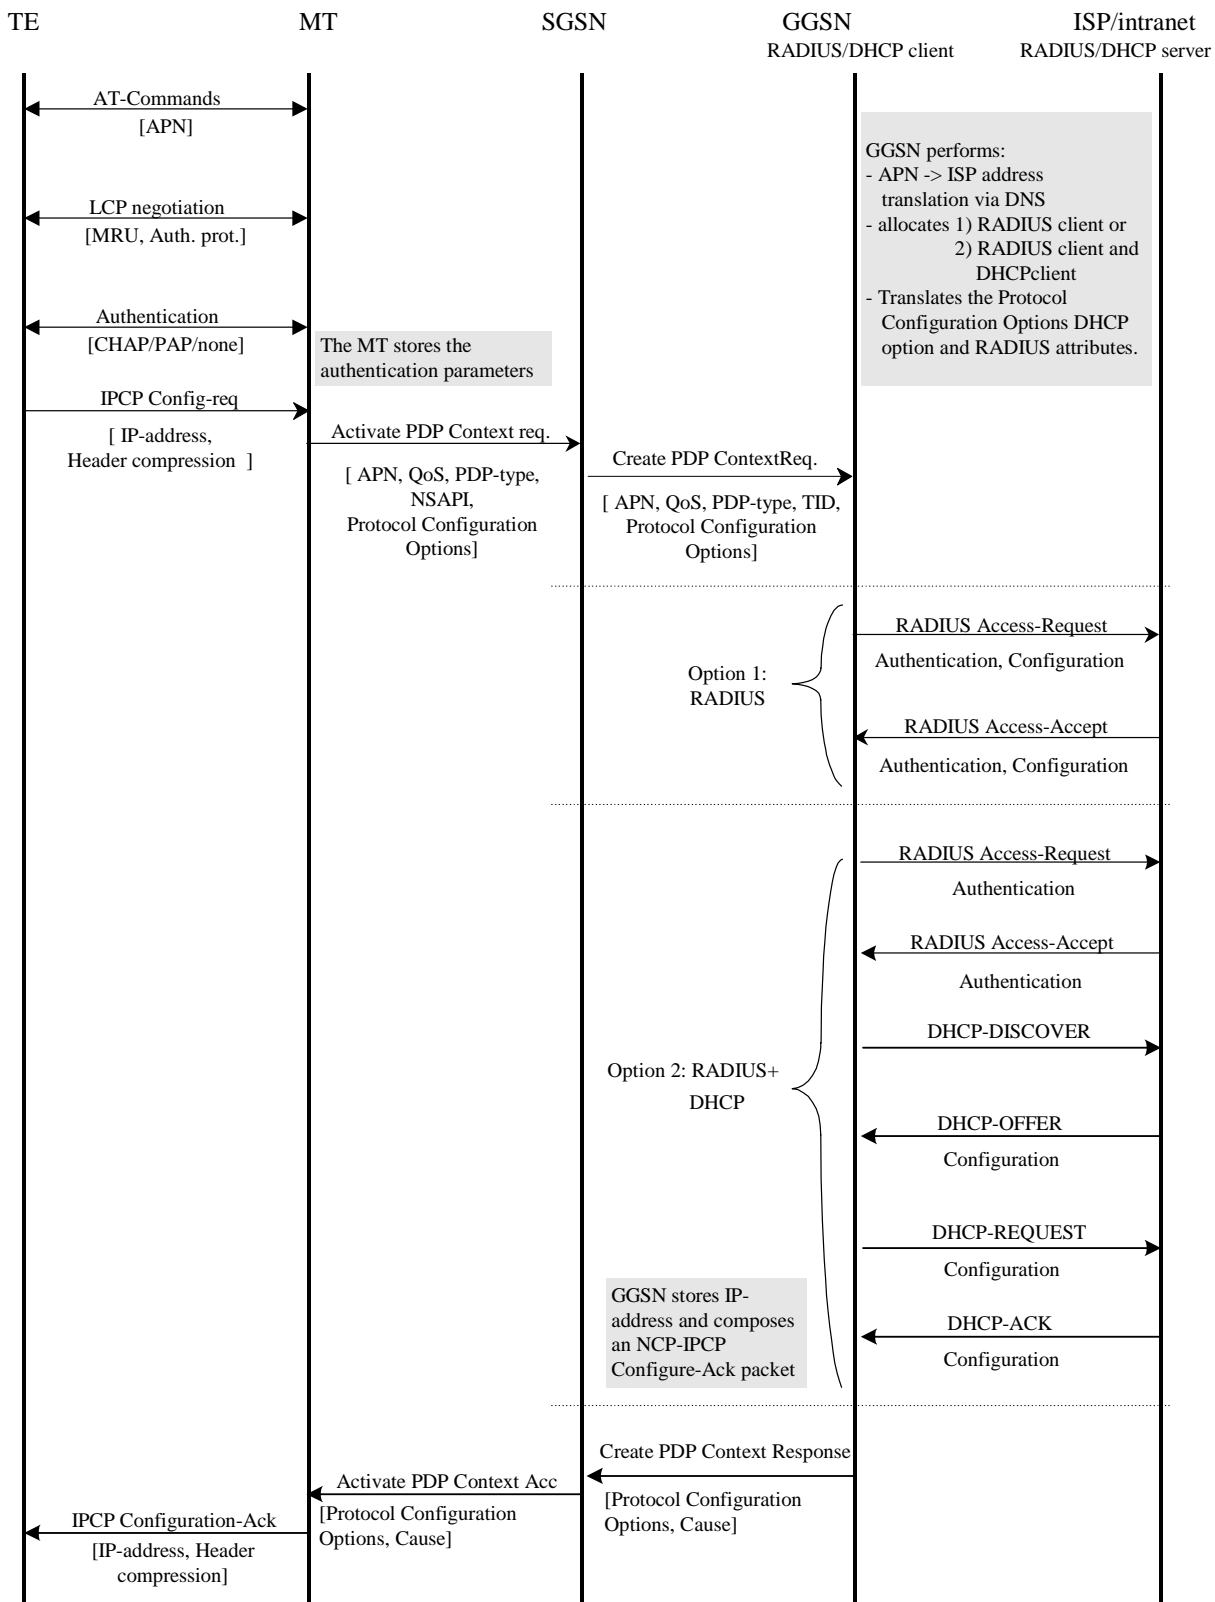 TE
MT
SGSN
GGSN
ISP/intranet
RADIUS/DHCP client
RADIUS/DHCP server
AT-Commands
[APN]
GGSN performs:
- APN -> ISP address
translation via DNS
- allocates 1) RADIUS client or
2) RADIUS client and
DHCPclient
- Translates the Protocol
Configuration Options DHCP
option and RADIUS attributes.
LCP negotiation
[MRU, Auth. prot.]
Authentication
[CHAP/PAP/none]
The MT stores the
authentication parameters
IPCP Config-req
[ IP-address,
Header compression ]
Activate PDP Context req.
[ APN, QoS, PDP-type,
NSAPI,
Protocol Configuration
Options]
Create PDP ContextReq.
[ APN, QoS, PDP-type, TID,
Protocol Configuration
Options]
Option 1:
RADIUS
RADIUS Access-Request
Authentication, Configuration
RADIUS Access-Accept
Authentication, Configuration
RADIUS Access-Request
Authentication
RADIUS Access-Accept
Authentication
DHCP-DISCOVER
Option 2: RADIUS+
DHCP
DHCP-OFFER
Configuration
DHCP-REQUEST
Configuration
GGSN stores IP-
address and composes
an NCP-IPCP
Configure-Ack packet
DHCP-ACK
Configuration
Create PDP Context Response
[Protocol Configuration
Options, Cause]
Activate PDP Context Acc
[Protocol Configuration
Options, Cause]
IPCP Configuration-Ack
[IP-address, Header
compression]